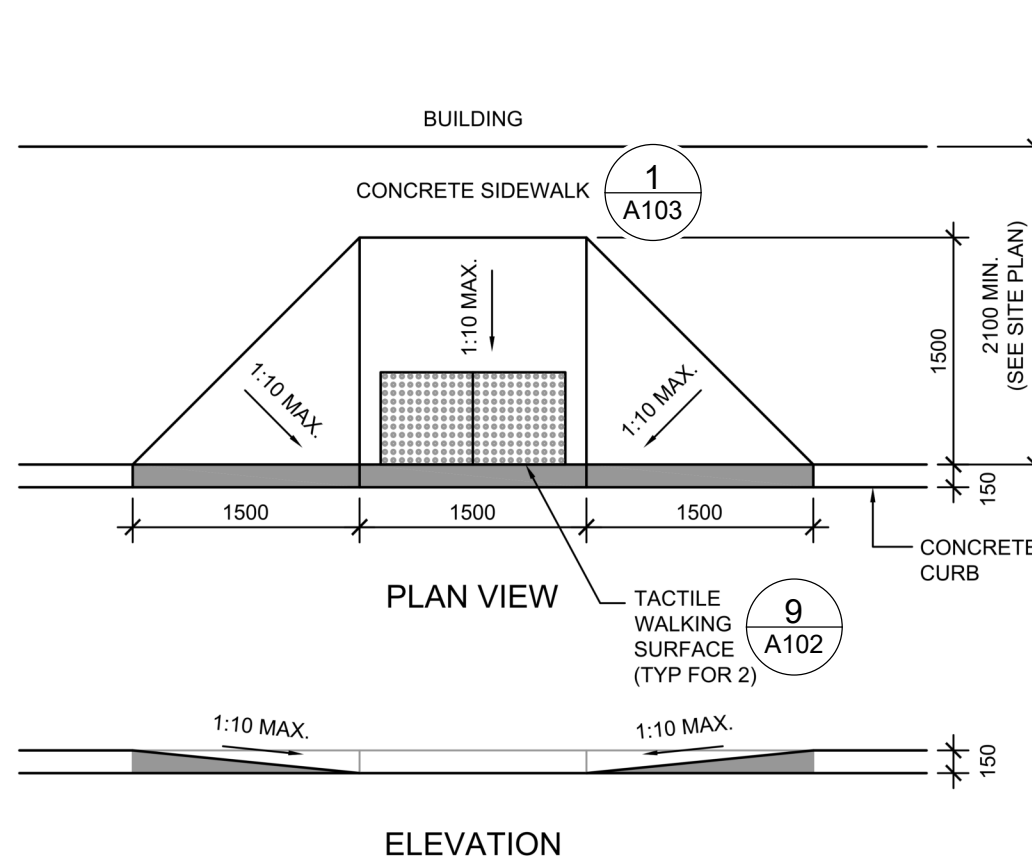 BUILDING
CONCRETE SIDEWALK
1
A103
1:10 MAX.
2100 MIN.
(SEE SITE PLAN)
1500
1:10 MAX.
1:10 MAX.
150
1500
1500
1500
CONCRETE
CURB
PLAN VIEW
TACTILE
WALKING
SURFACE
(TYP FOR 2)
9
A102
1:10 MAX.
1:10 MAX.
150
ELEVATION